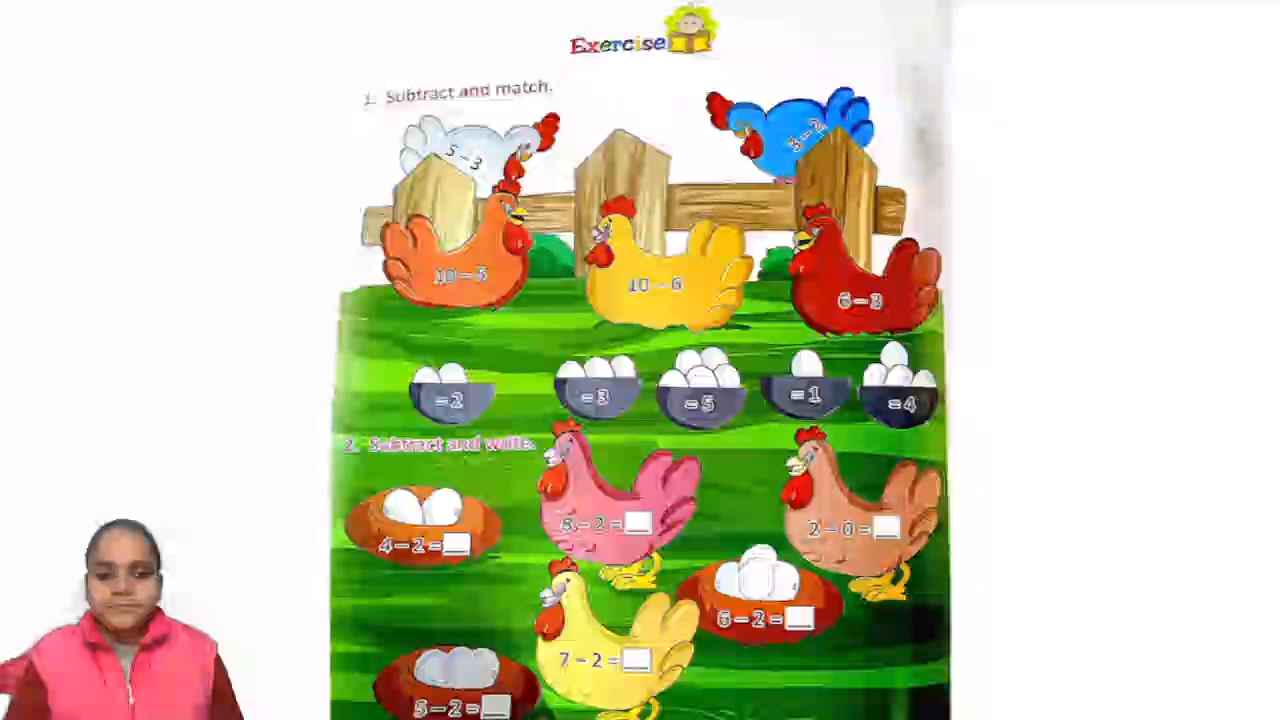 Exercise
1. Subtract and match.
5 – 3
3 – 2
10 – 5
10 – 6
6 – 3
= 2
= 3
= 5
= 1
= 4
2. Subtract and write.
4 – 2 =
8 – 2 =
2 – 0 =
6 – 2 =
7 – 2 =
5 – 2 =